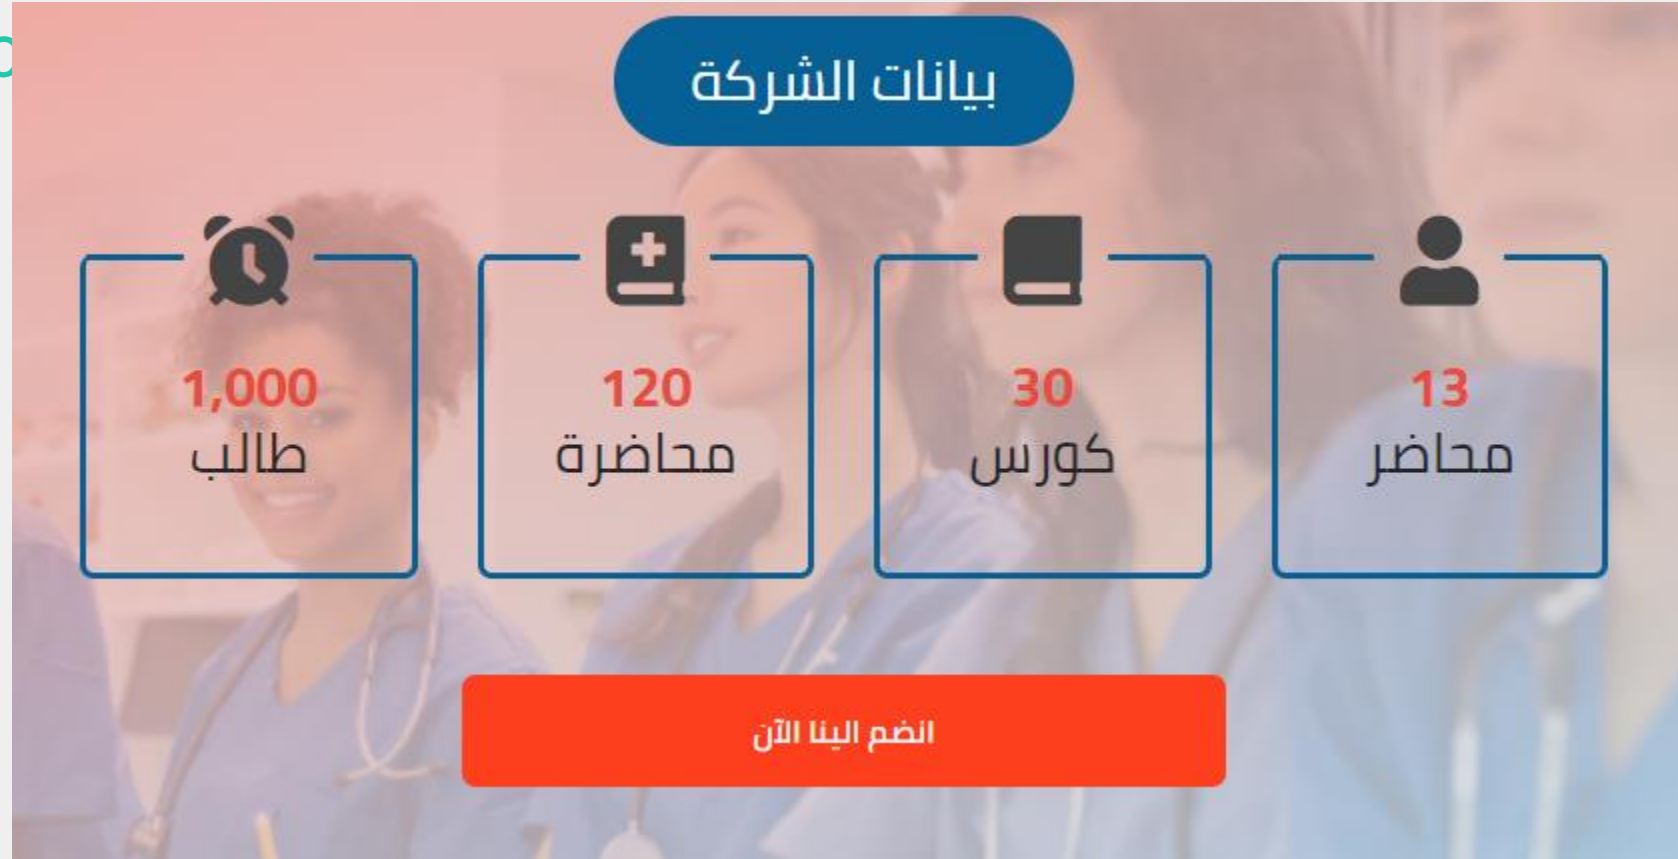 بيانات الشركة
13
محاضر
30
كورس
120
محاضرة
1,000
طالب
انضم الينا الآن